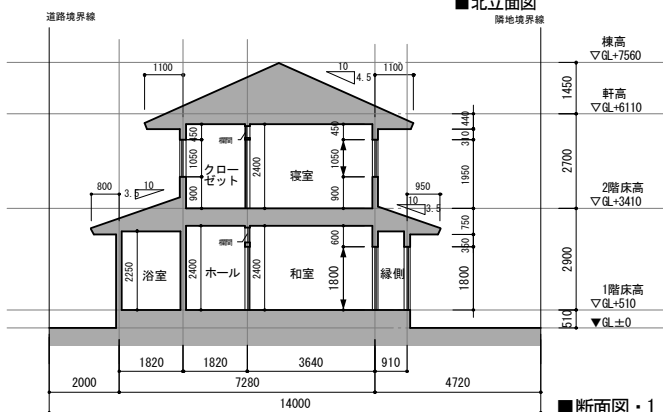 ■北立面図
道路境界線
隣地境界線
棟高
▽GL+7560
1100
10
4.5
1100
1450
軒高
▽GL+6110
440
450
欄間
310
450
1050
クロー
ゼット
2400
寝室
1050
1950
2700
900
900
800
10
3.5
950
10
3.5
2階床高
▽GL+3410
750
欄間
600
350
2250
浴室
2400
ホール
2400
和室
1800
縁側
1800
2900
1階床高
▽GL+510
510
▼GL±0
1820
1820
3640
910
2000
7280
4720
14000
■断面図・1